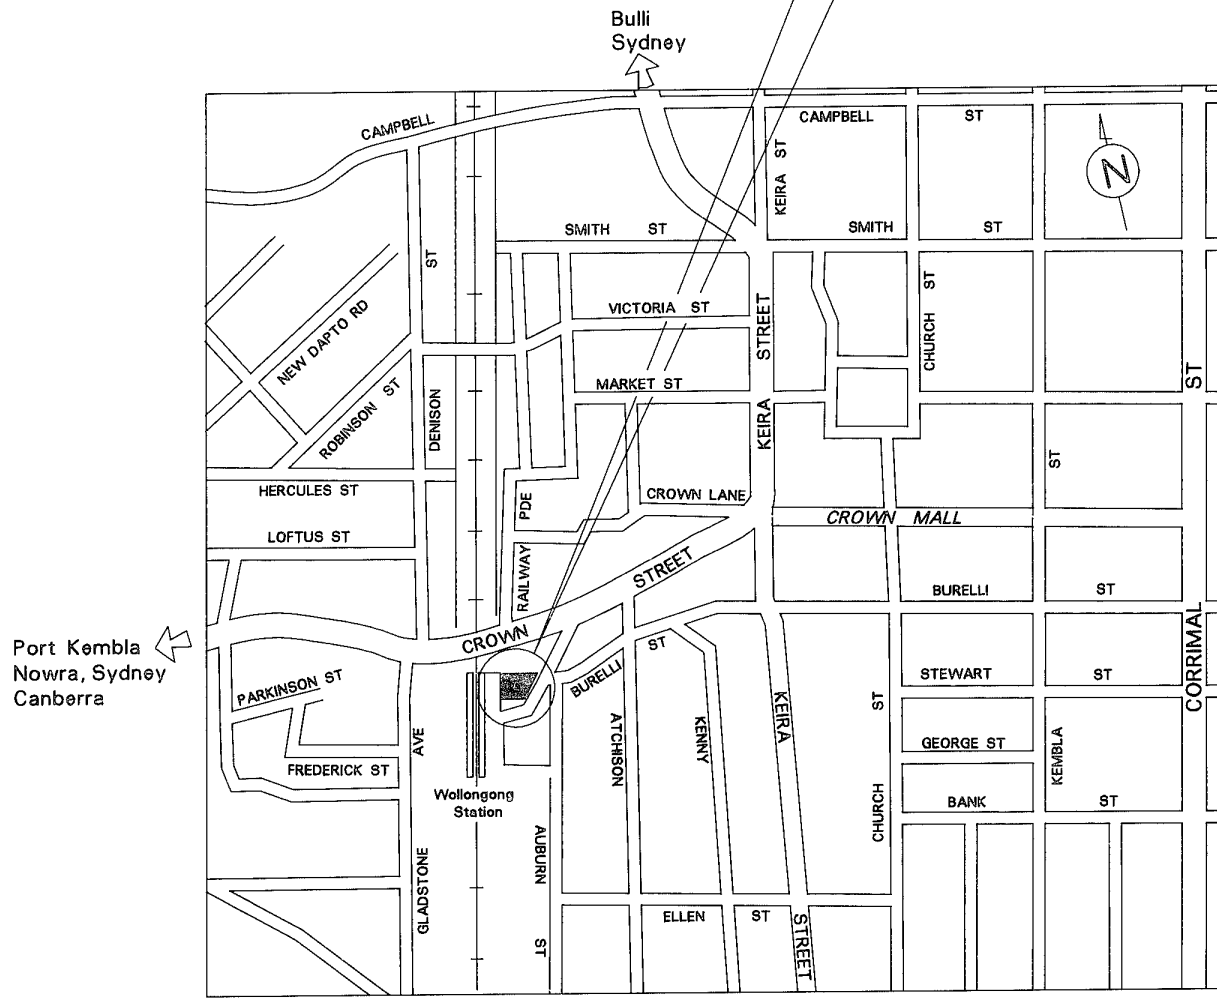 Bulli
Sydney
CAMPBELL
CAMPBELL ST
KEIRA ST
N
SMITH ST
SMITH ST
ST
NEW DAPTO RD
VICTORIA ST
KEIRA STREET
CHURCH ST
ROBINSON ST
DENISON
MARKET ST
ST
ST
HERCULES ST
PDE
CROWN LANE
CROWN MALL
LOFTUS ST
RAILWAY
STREET
BURELLI ST
CROWN
Port Kembla
Nowra, Sydney
Canberra
PARKINSON ST
BURELLI ST
STEWART ST
CORRIMAL
AVE
ATCHISON
KENNY
KEIRA
ST
GEORGE ST
KEMBLA
FREDERICK ST
Wollongong
Station
CHURCH
BANK ST
GLADSTONE
AUBURN
ELLEN ST
ST
STREET